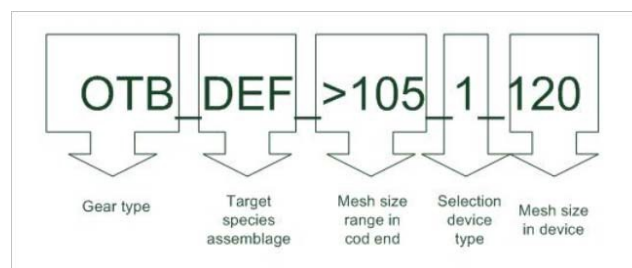 OTB_DEF_>105_1_120
Gear type
Target
species
assemblage
Mesh size
range in
cod end
Selection
device
type
Mesh size
in device